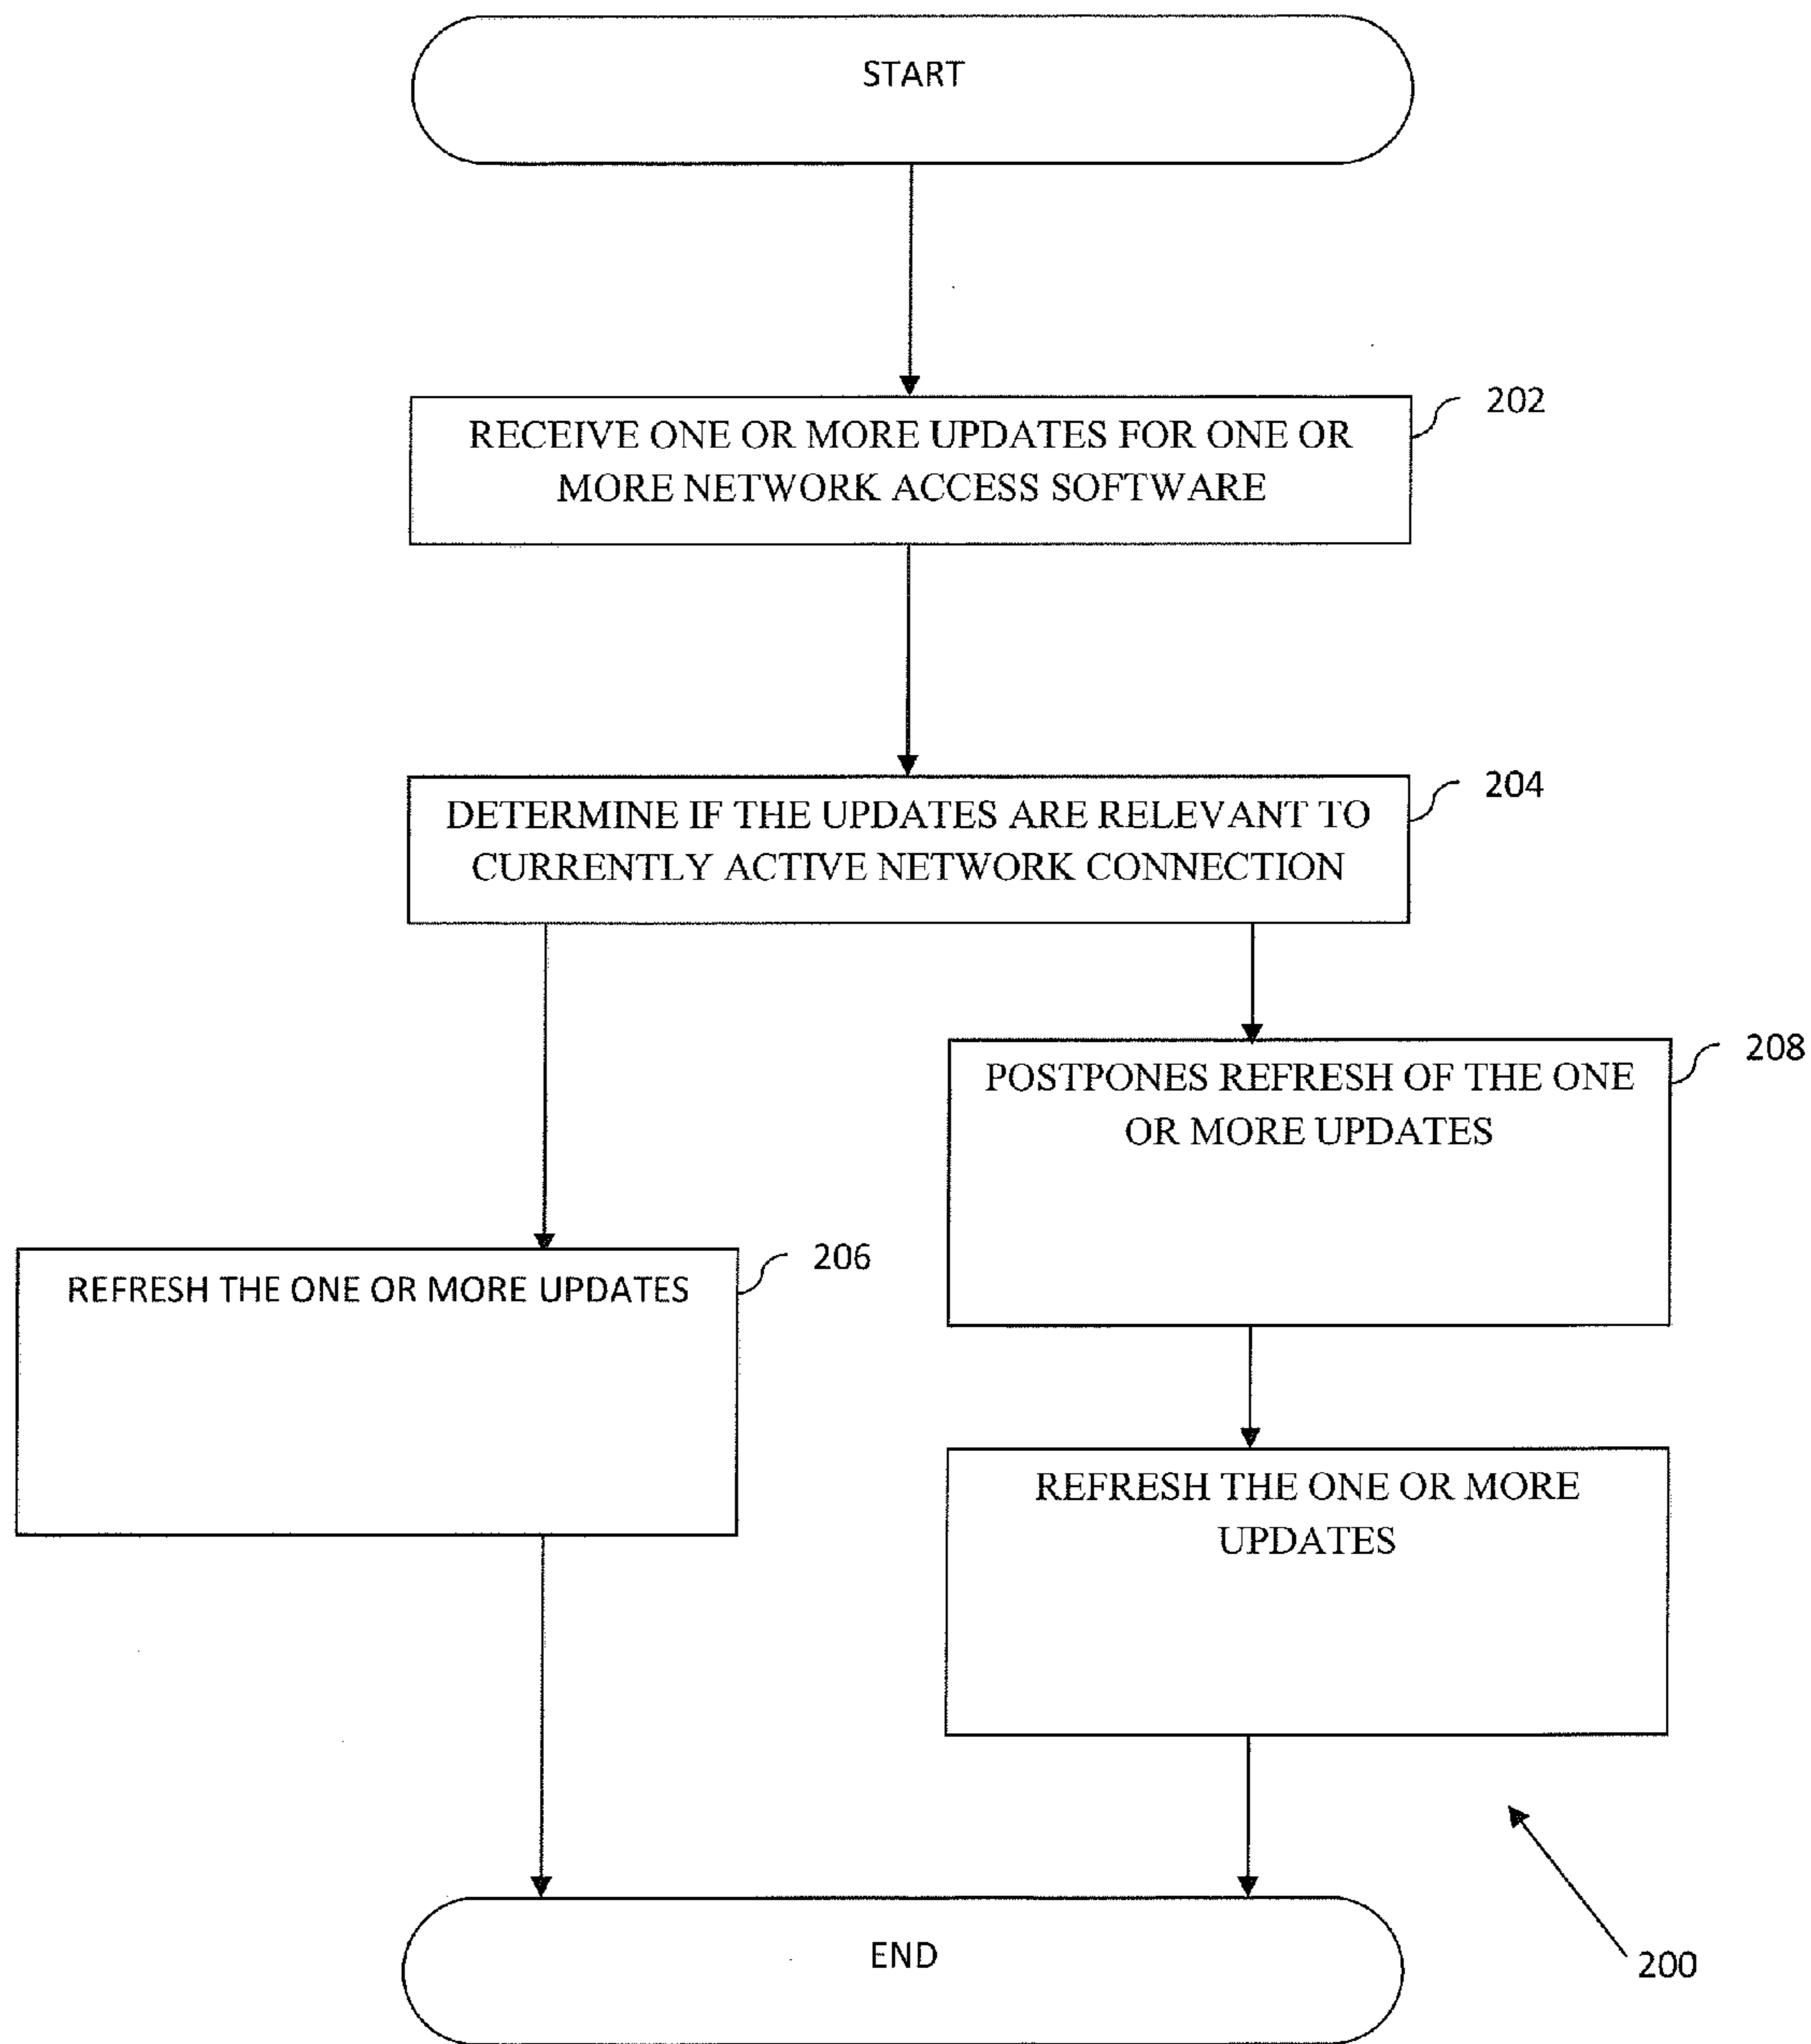 START
202
RECEIVE ONE OR MORE UPDATES FOR ONE OR
MORE NETWORK ACCESS SOFTWARE
204
DETERMINE IF THE UPDATES ARE RELEVANT TO
CURRENTLY ACTIVE NETWORK CONNECTION
208
POSTPONES REFRESH OF THE ONE
OR MORE UPDATES
206
REFRESH THE ONE OR MORE UPDATES
REFRESH THE ONE OR MORE
UPDATES
END
200